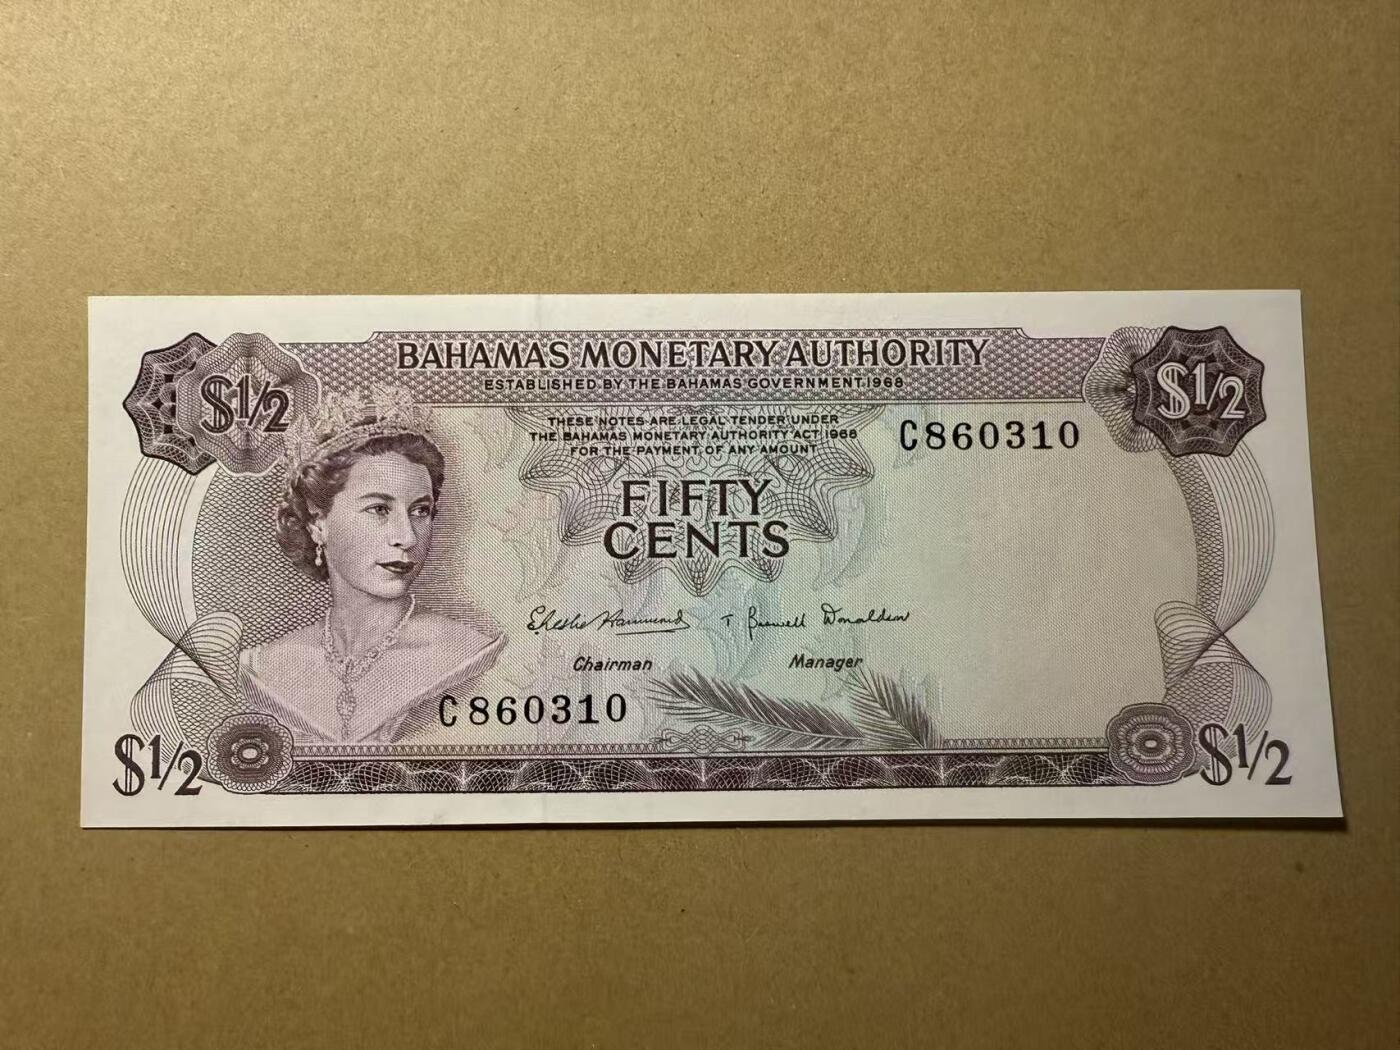 BAHAMAS MONETARY AUTHORITY
ESTABLISHED BY THE BAHAMAS GOVERNMENT 1968
$1/2
$1/2
THESE NOTES ARE LEGAL TENDER UNDER
THE BAHAMAS MONETARY AUTHORITY ACT 1968
FOR THE PAYMENT OF ANY AMOUNT
C860310
FIFTY
CENTS
T Baswell Donaldson
Chairman
Manager
C860310
$1/2
$1/2